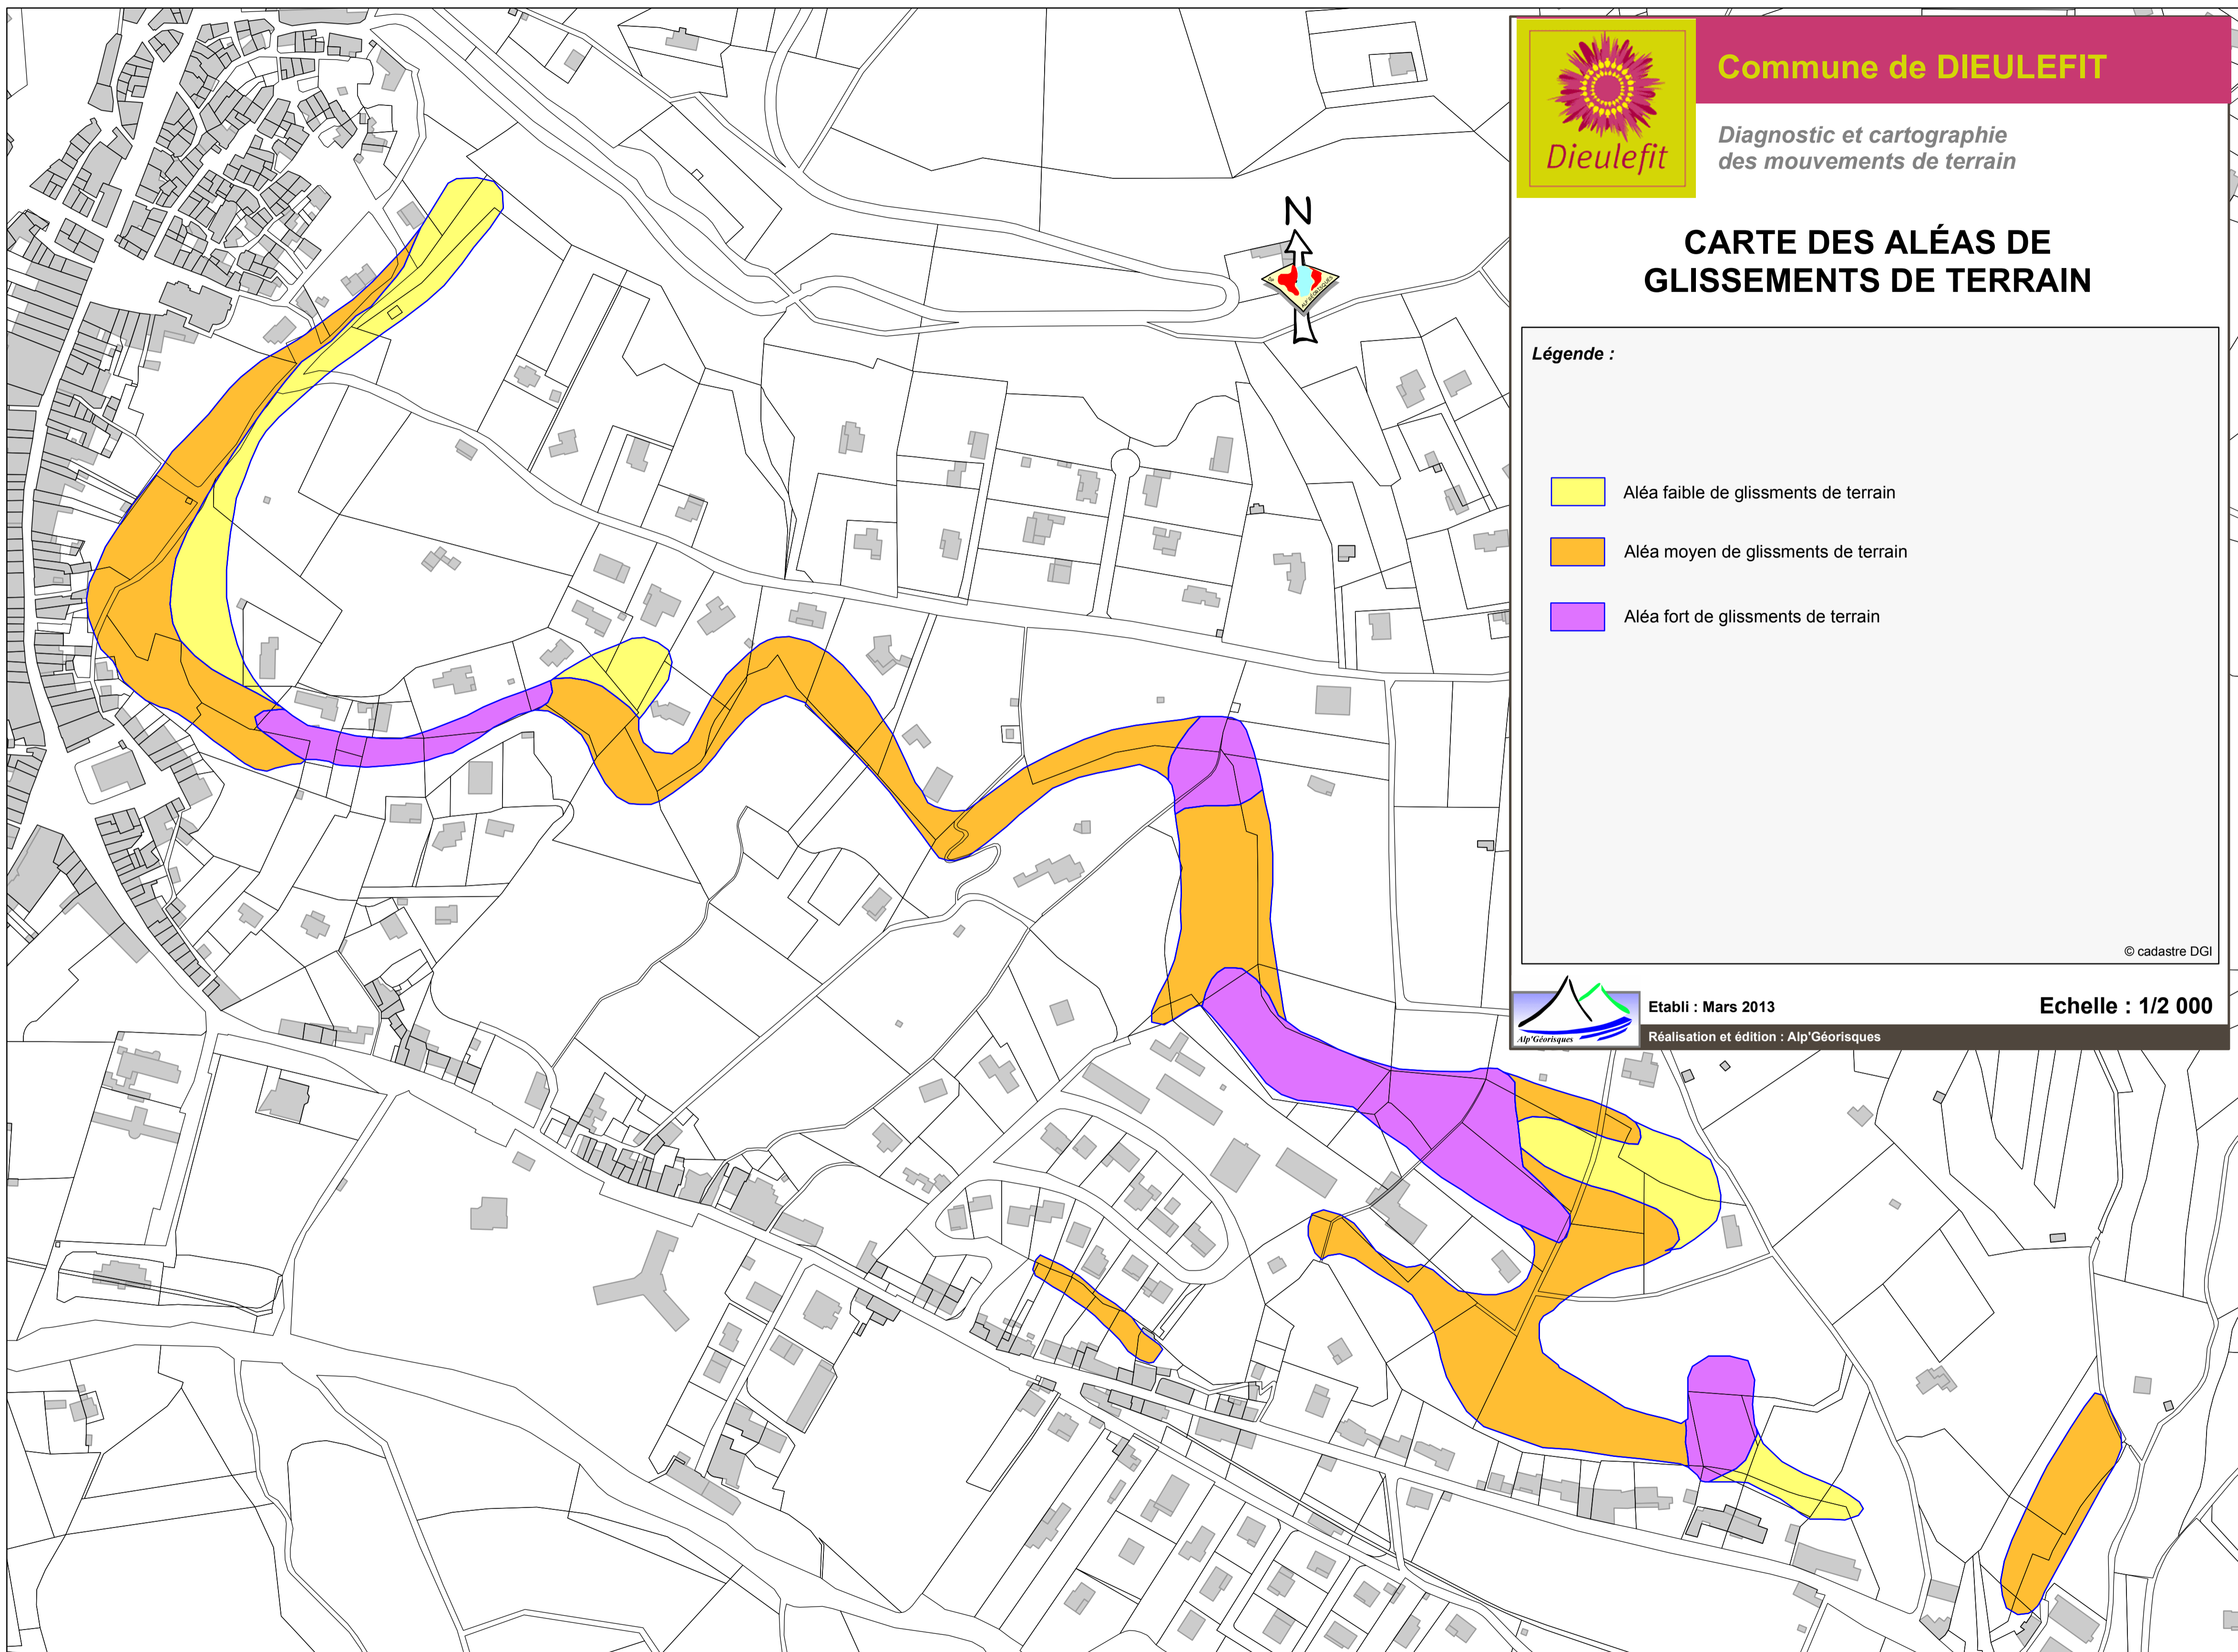 Commune de DIEULEFIT
Dieulefit
Diagnostic et cartographie
des mouvements de terrain
CARTE DES ALÉAS DE
GLISSEMENTS DE TERRAIN
N
Légende :
Aléa faible de glissments de terrain
Aléa moyen de glissments de terrain
Aléa fort de glissments de terrain
© cadastre DGI
Alp'Géorisques
Etabli : Mars 2013
Echelle : 1/2 000
Réalisation et édition : Alp'Géorisques